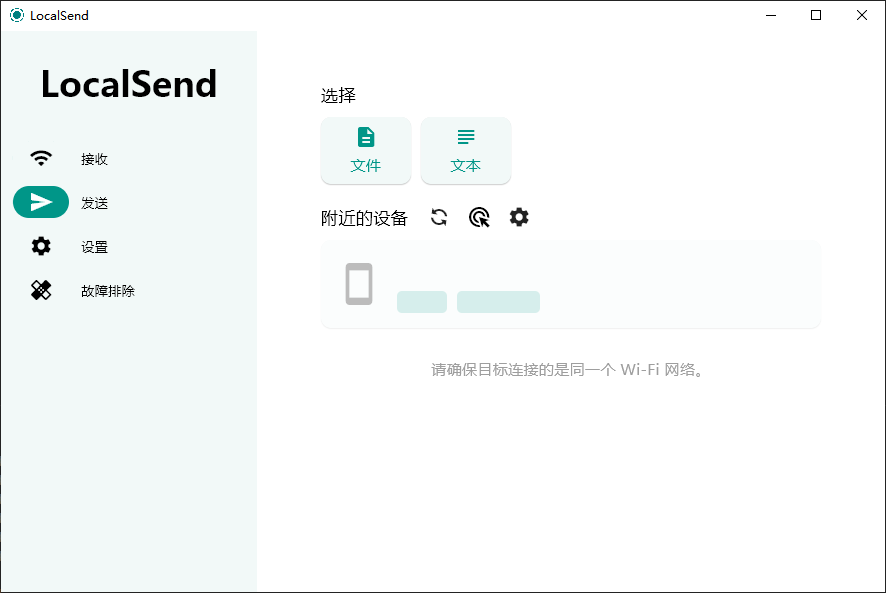 LocalSend
LocalSend
接收
发送
设置
故障排除
选择
文件
文本
附近的设备
请确保目标连接的是同一个 Wi-Fi 网络。